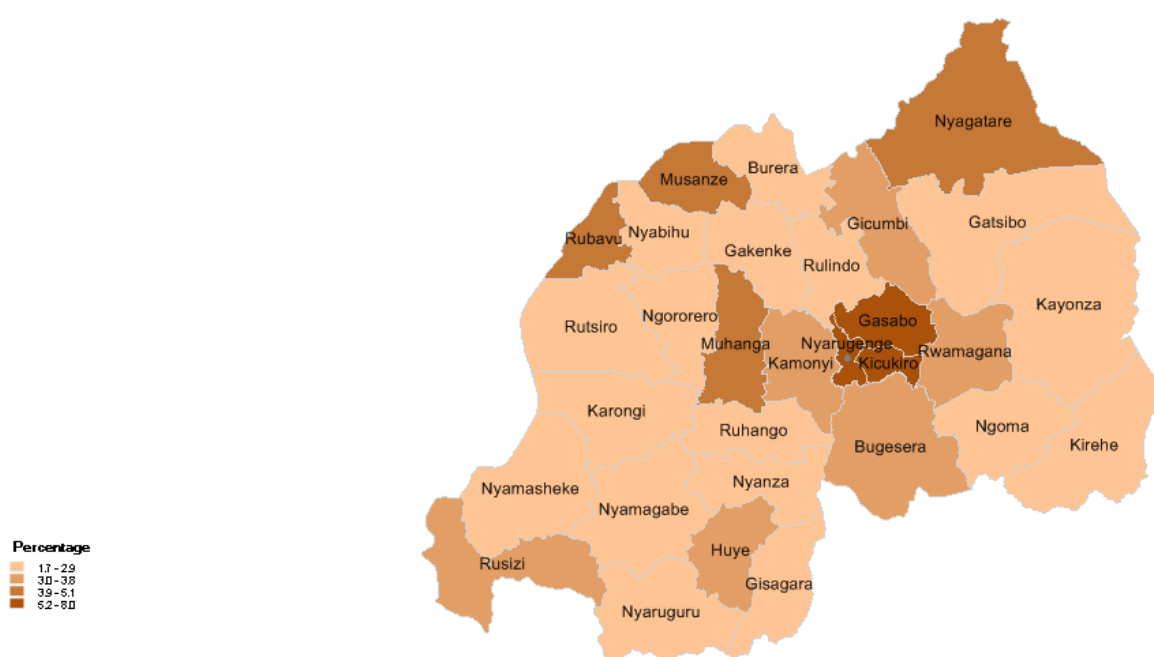 Nyagatare
Burera
Musanze
Gicumbi
Gatsibo
Rubavu
Nyabihu
Gakenke
Rulindo
Kayonza
Ngororero
Gasabo
Rutsiro
Muhanga
Nyarugenge
Rwamagana
Kamonyi
Kicukiro
Karongi
Ruhango
Ngoma
Bugesera
Kirehe
Nyamasheke
Nyanza
Nyamagabe
Huye
Rusizi
Gisagara
Nyaruguru
Percentage
1.7 - 2.9
3.0 - 3.8
3.9 - 5.1
5.2 - 8.0